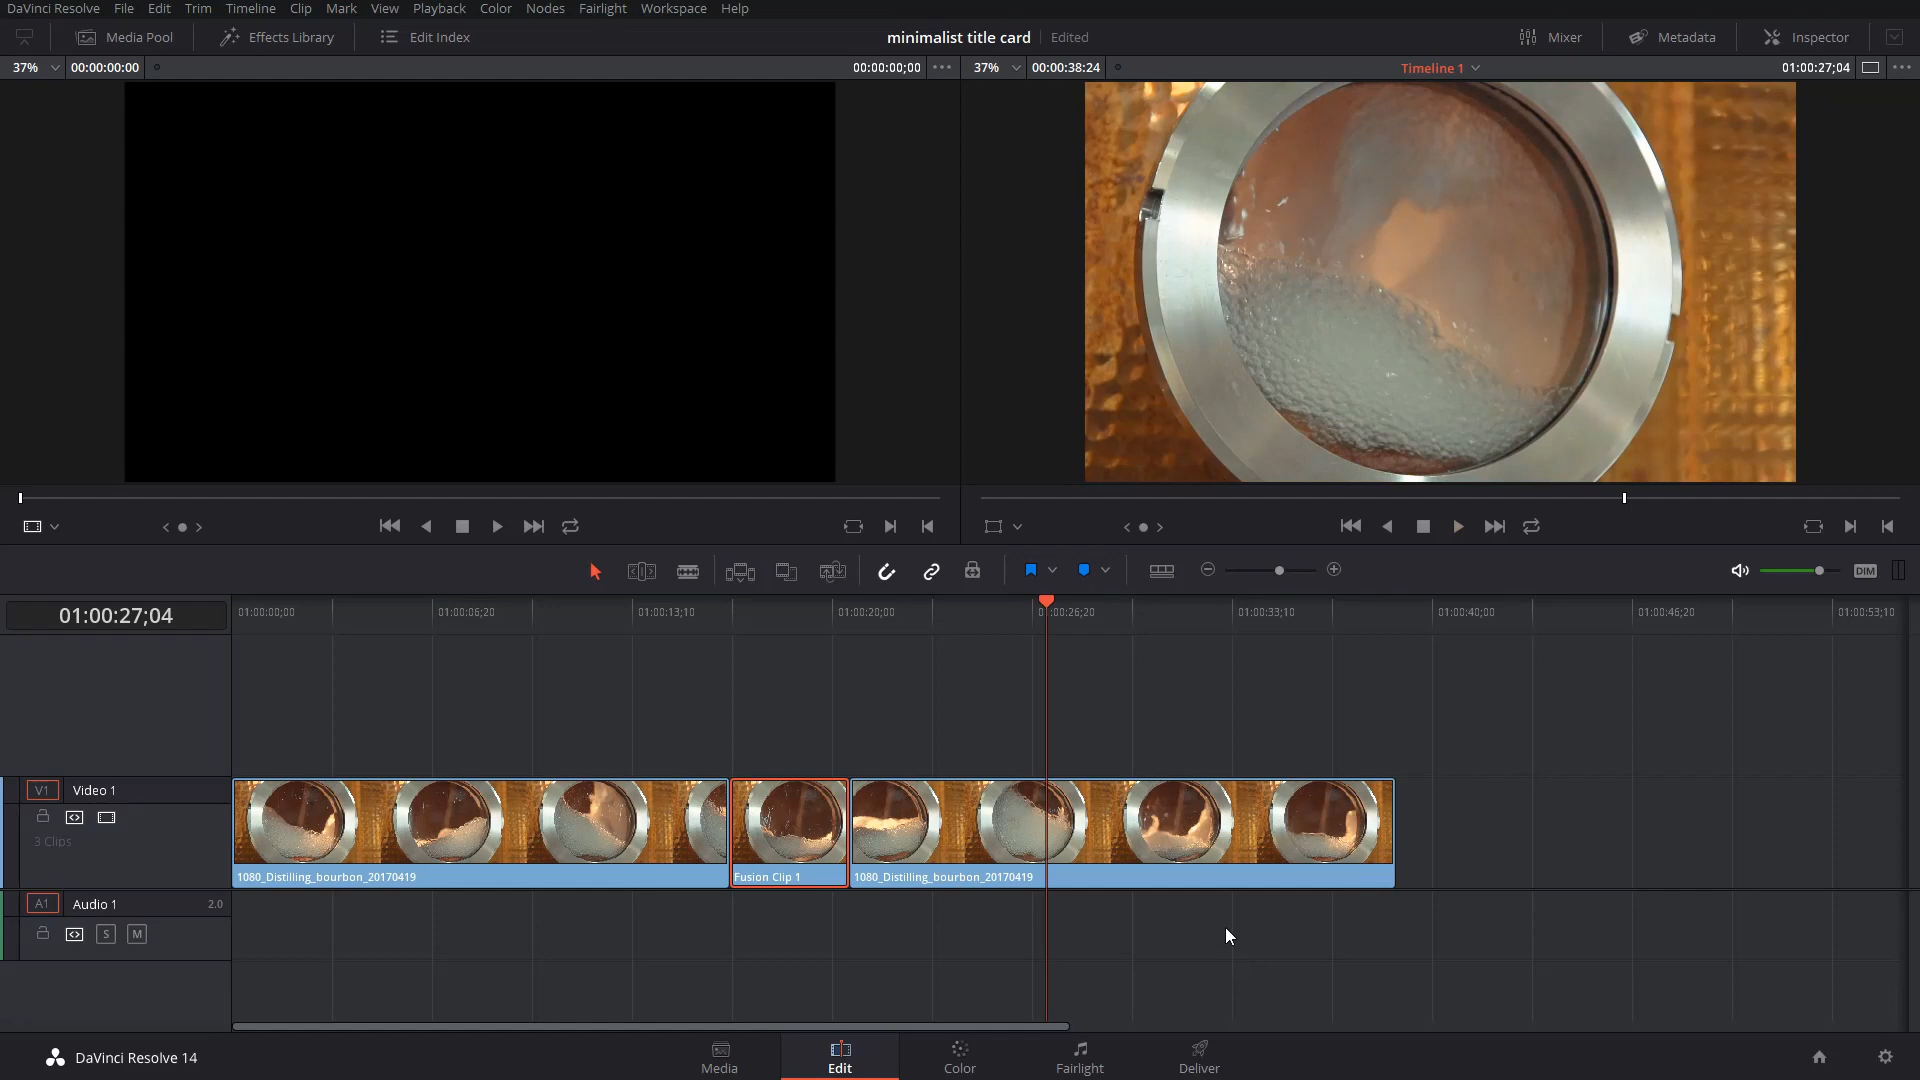 DaVinci Resolve File Edit Trim Timeline Clip Mark View Playback Color Nodes Fairlight Workspace Help
Media Pool Effects Library Edit Index minimalist title card Edited Mixer Metadata Inspector
37% 00:00:00:00 00:00:00;00 37% 00:00:38:24 Timeline 1 01:00:27;04
DIM
01:00:27;04 01:00:00;00 01:00:06;20 01:00:13;10 01:00:20;00 01:00:26;20 01:00:33;10 01:00:40;00 01:00:46;20 01:00:53;10
V1 Video 1
3 Clips
1080_Distilling_bourbon_20170419 Fusion Clip 1 1080_Distilling_bourbon_20170419
A1 Audio 1 2.0
S M
DaVinci Resolve 14 Media Edit Color Fairlight Deliver